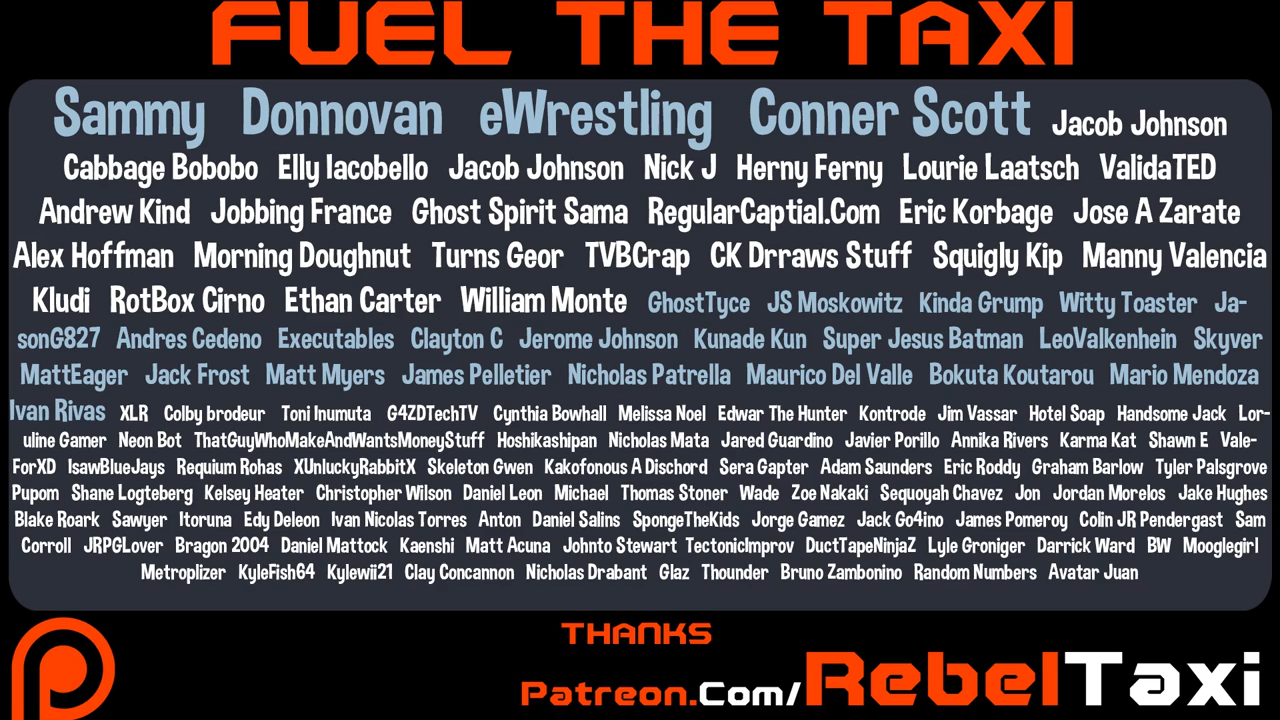 FUEL THE TAXI
Sammy Donnovan eWrestling Conner Scott Jacob Johnson
Cabbage Bobobo Elly Iacobello Jacob Johnson Nick J Herny Ferny Lourie Laatsch ValidaTED
Andrew Kind Jobbing France Ghost Spirit Sama RegularCaptial.Com Eric Korbage Jose A Zarate
Alex Hoffman Morning Doughnut Turns Geor TVBCrap CK Drraws Stuff Squigly Kip Manny Valencia
Kludi RotBox Cirno Ethan Carter William Monte GhostTyce JS Moskowitz Kinda Grump Witty Toaster Ja-
sonG827 Andres Cedeno Executables Clayton C Jerome Johnson Kunade Kun Super Jesus Batman LeoValkenhein Skyver
MattEager Jack Frost Matt Myers James Pelletier Nicholas Patrella Maurico Del Valle Bokuta Koutarou Mario Mendoza
Ivan Rivas XLR Colby brodeur Toni Inumuta G4ZDTechTV Cynthia Bowhall Melissa Noel Edwar The Hunter Kontrode Jim Vassar Hotel Soap Handsome Jack Lor-
uline Gamer Neon Bot ThatGuyWhoMakeAndWantsMoneyStuff Hoshikashipan Nicholas Mata Jared Guardino Javier Porillo Annika Rivers Karma Kat Shawn E Vale-
ForXD IsawBlueJays Requium Rohas XUnluckyRabbitX Skeleton Gwen Kakofonous A Dischord Sera Gapter Adam Saunders Eric Roddy Graham Barlow Tyler Palsgrove
Pupom Shane Logteberg Kelsey Heater Christopher Wilson Daniel Leon Michael Thomas Stoner Wade Zoe Nakaki Sequoyah Chavez Jon Jordan Morelos Jake Hughes
Blake Roark Sawyer Itoruna Edy Deleon Ivan Nicolas Torres Anton Daniel Salins SpongeTheKids Jorge Gamez Jack Go4ino James Pomeroy Colin JR Pendergast Sam
Corroll JRPGLover Bragon 2004 Daniel Mattock Kaenshi Matt Acuna Johnto Stewart TectonicImprov DuctTapeNinjaZ Lyle Groniger Darrick Ward BW Mooglegirl
Metroplizer KyleFish64 Kylewii21 Clay Concannon Nicholas Drabant Glaz Thounder Bruno Zambonino Random Numbers Avatar Juan
THANKS
Patreon.Com/RebelTaxi